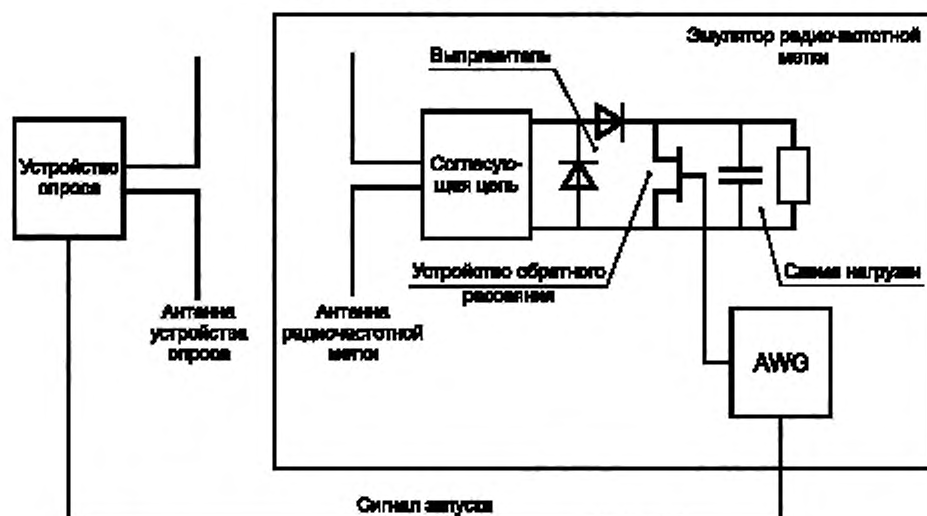 Эмулятор радиочастотной
метки
Выпрямитель
Устройство
опроса
Согласую-
щая цепь
Устройство обратного
рассеяния
Схема нагрузки
Антенна
устройства
опроса
Антенна
радиочастотной
метки
AWG
Сигнал запуска